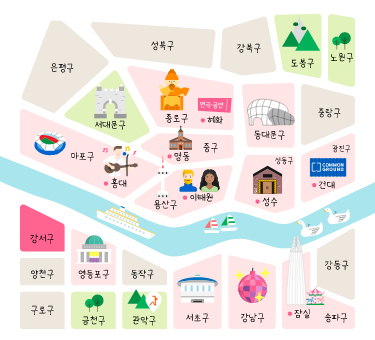 은평구
성북구
강북구
도봉구
노원구
서대문구
종로구
연극·공연
혜화
동대문구
중랑구
마포구
홍대
명동
중구
성동구
광진구
COMMON
GROUND
건대
용산구
이태원
성수
강서구
양천구
영등포구
동작구
강동구
구로구
금천구
관악구
서초구
강남구
잠실
송파구